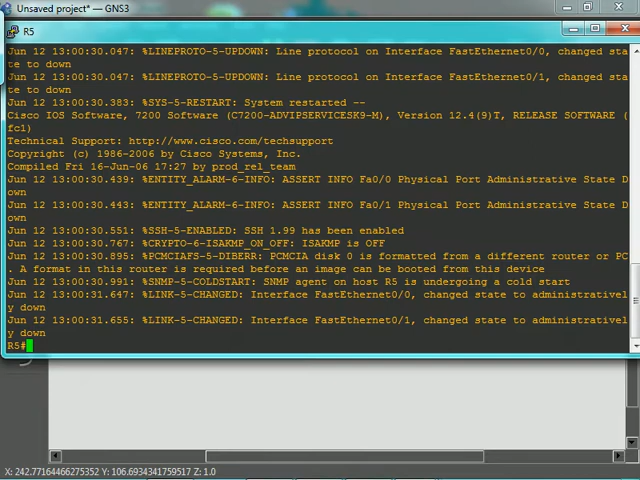 Unsaved project* — GNS3
R5
Jun 12 13:00:30.047: %LINEPROTO-5-UPDOWN: Line protocol on Interface FastEthernet0/0, changed sta
te to down
Jun 12 13:00:30.047: %LINEPROTO-5-UPDOWN: Line protocol on Interface FastEthernet0/1, changed sta
te to down
Jun 12 13:00:30.383: %SYS-5-RESTART: System restarted --
Cisco IOS Software, 7200 Software (C7200-ADVIPSERVICESK9-M), Version 12.4(9)T, RELEASE SOFTWARE (
fc1)
Technical Support: http://www.cisco.com/techsupport
Copyright (c) 1986-2006 by Cisco Systems, Inc.
Compiled Fri 16-Jun-06 17:27 by prod_rel_team
Jun 12 13:00:30.439: %ENTITY_ALARM-6-INFO: ASSERT INFO Fa0/0 Physical Port Administrative State D
own
Jun 12 13:00:30.443: %ENTITY_ALARM-6-INFO: ASSERT INFO Fa0/1 Physical Port Administrative State D
own
Jun 12 13:00:30.551: %SSH-5-ENABLED: SSH 1.99 has been enabled
Jun 12 13:00:30.767: %CRYPTO-6-ISAKMP_ON_OFF: ISAKMP is OFF
Jun 12 13:00:30.895: %PCMCIAFS-5-DIBERR: PCMCIA disk 0 is formatted from a different router or PC
. A format in this router is required before an image can be booted from this device
Jun 12 13:00:30.991: %SNMP-5-COLDSTART: SNMP agent on host R5 is undergoing a cold start
Jun 12 13:00:31.647: %LINK-5-CHANGED: Interface FastEthernet0/0, changed state to administrativel
y down
Jun 12 13:00:31.655: %LINK-5-CHANGED: Interface FastEthernet0/1, changed state to administrativel
y down
R5#
X: 242.77164466275352 Y: 106.6934341759517 Z: 1.0